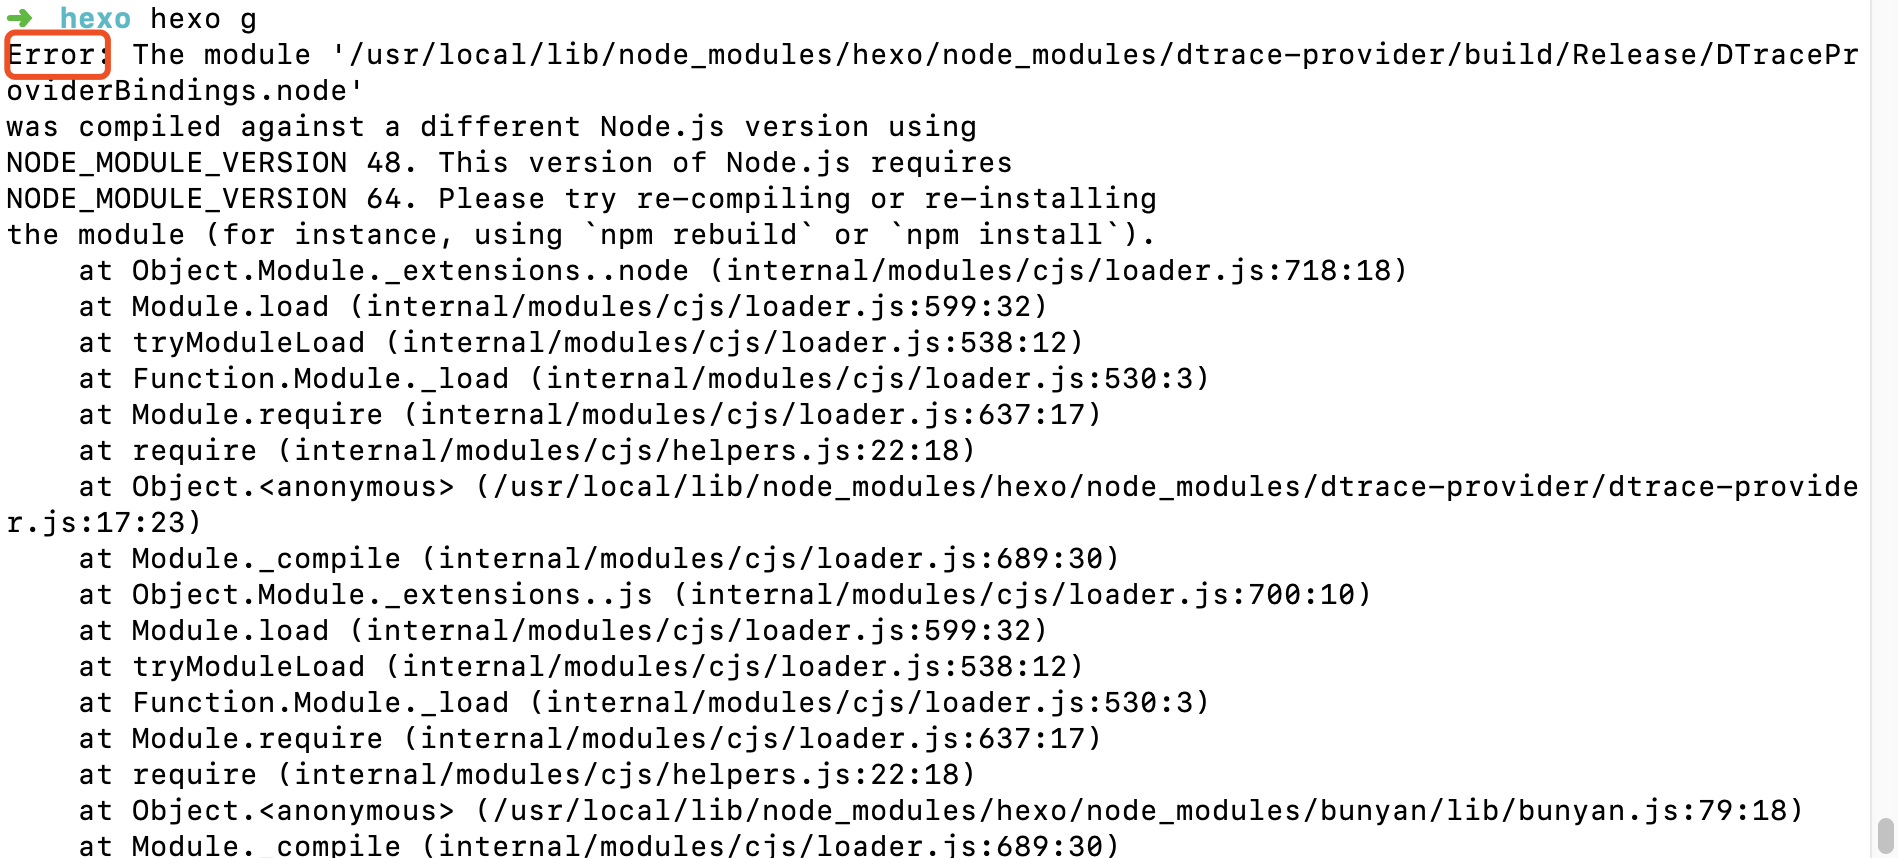 ➜  hexo hexo g
Error: The module '/usr/local/lib/node_modules/hexo/node_modules/dtrace-provider/build/Release/DTracePr
oviderBindings.node'
was compiled against a different Node.js version using
NODE_MODULE_VERSION 48. This version of Node.js requires
NODE_MODULE_VERSION 64. Please try re-compiling or re-installing
the module (for instance, using `npm rebuild` or `npm install`).
    at Object.Module._extensions..node (internal/modules/cjs/loader.js:718:18)
    at Module.load (internal/modules/cjs/loader.js:599:32)
    at tryModuleLoad (internal/modules/cjs/loader.js:538:12)
    at Function.Module._load (internal/modules/cjs/loader.js:530:3)
    at Module.require (internal/modules/cjs/loader.js:637:17)
    at require (internal/modules/cjs/helpers.js:22:18)
    at Object.<anonymous> (/usr/local/lib/node_modules/hexo/node_modules/dtrace-provider/dtrace-provide
r.js:17:23)
    at Module._compile (internal/modules/cjs/loader.js:689:30)
    at Object.Module._extensions..js (internal/modules/cjs/loader.js:700:10)
    at Module.load (internal/modules/cjs/loader.js:599:32)
    at tryModuleLoad (internal/modules/cjs/loader.js:538:12)
    at Function.Module._load (internal/modules/cjs/loader.js:530:3)
    at Module.require (internal/modules/cjs/loader.js:637:17)
    at require (internal/modules/cjs/helpers.js:22:18)
    at Object.<anonymous> (/usr/local/lib/node_modules/hexo/node_modules/bunyan/lib/bunyan.js:79:18)
    at Module._compile (internal/modules/cjs/loader.js:689:30)